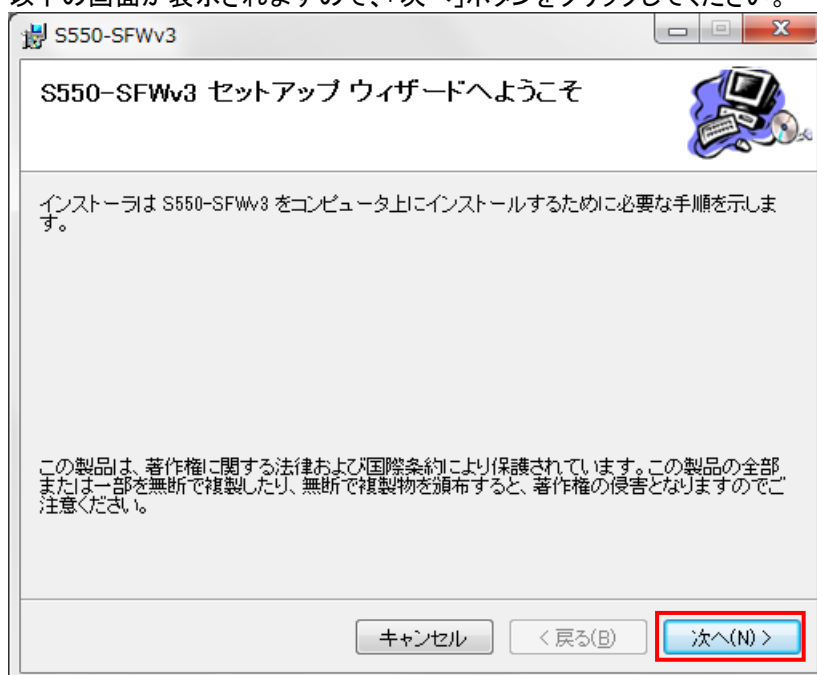 以下の画面が表示されますので、「次へ」ボタンをクリックしてください。
S550-SFWv3
S550-SFWv3 セットアップ ウィザードへようこそ
インストーラは S550-SFWv3 をコンピュータ上にインストールするために必要な手順を示しま
す。
この製品は、著作権に関する法律および国際条約により保護されています。この製品の全部
または一部を無断で複製したり、無断で複製物を頒布すると、著作権の侵害となりますのでご
注意ください。
キャンセル
< 戻る(B)
次へ(N) >